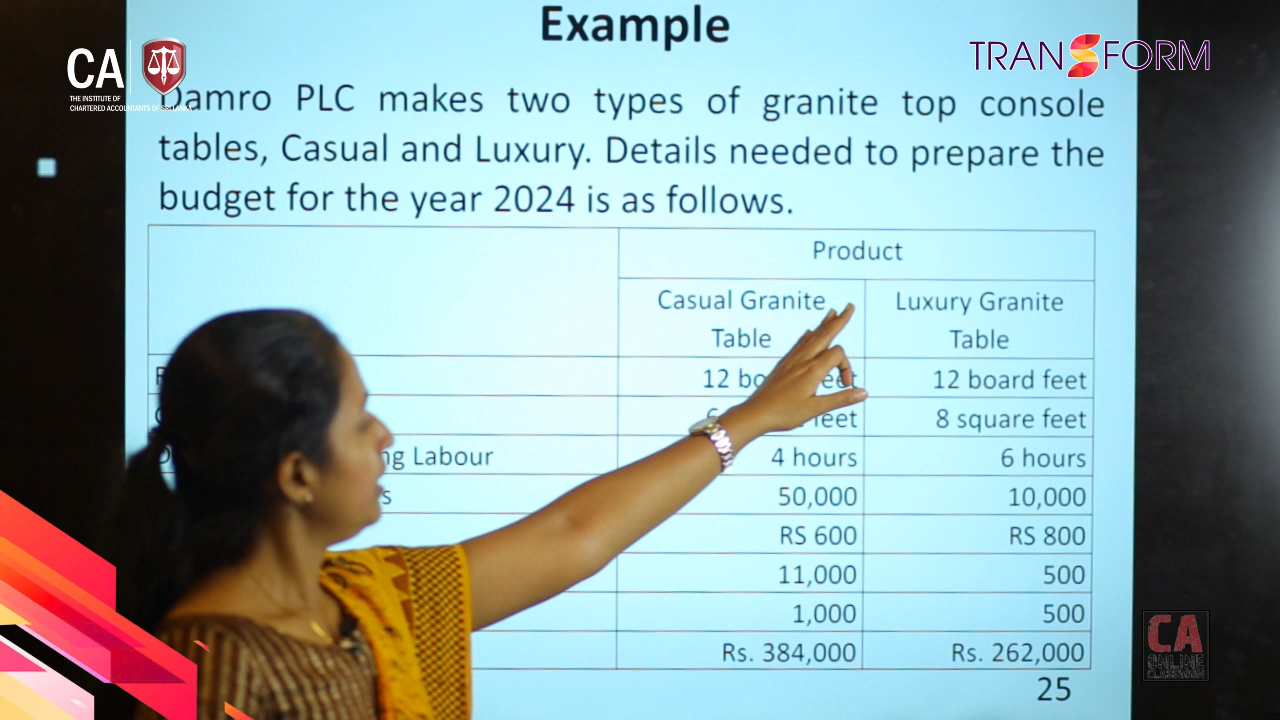 Example
CA
THE INSTITUTE OF
CHARTERED ACCOUNTANTS OF SRI LANKA
TRANSFORM
Damro PLC makes two types of granite top console
tables, Casual and Luxury. Details needed to prepare the
budget for the year 2024 is as follows.
Product
Casual Granite Table
Luxury Granite Table
12 board feet
8 square feet
Labour 4 hours 6 hours
50,000 10,000
RS 600 RS 800
11,000 500
1,000 500
Rs. 384,000 Rs. 262,000
25
CA
ONLINE
CLASSROOM